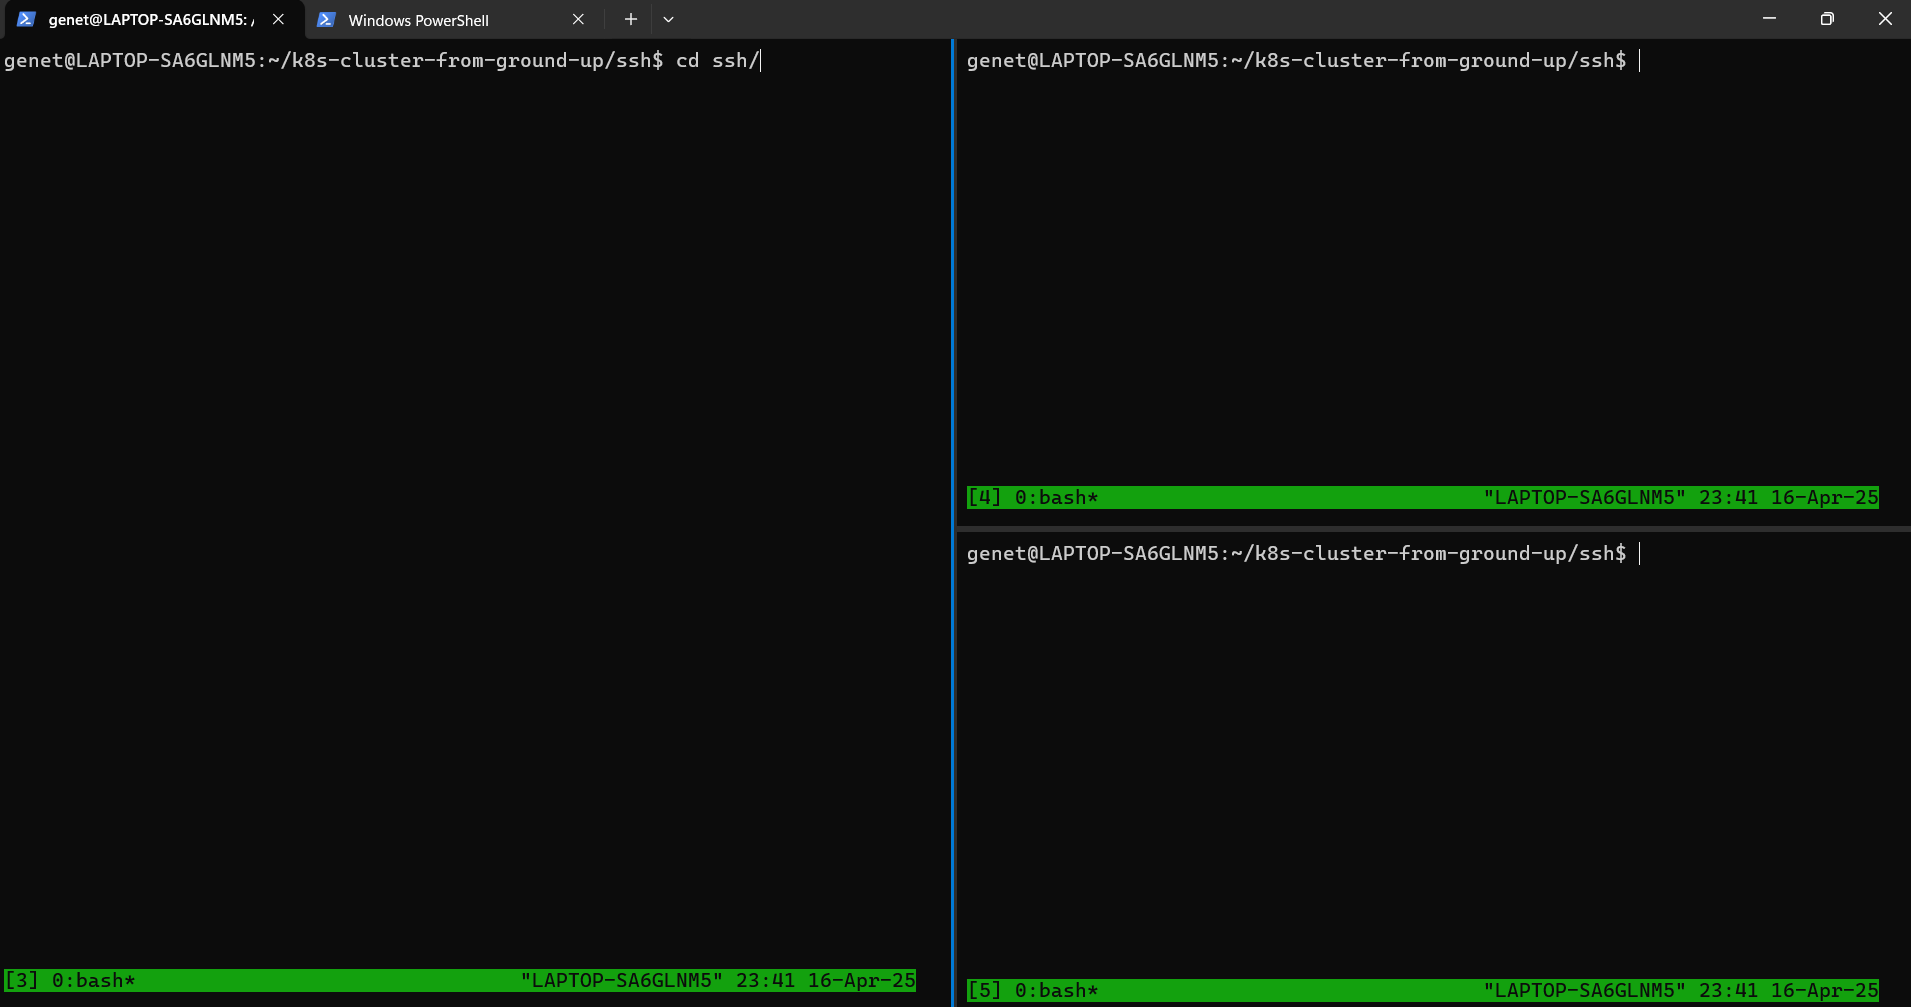 genet@LAPTOP-SA6GLNM5: /
Windows PowerShell
genet@LAPTOP-SA6GLNM5:~/k8s-cluster-from-ground-up/ssh$ cd ssh/
[3] 0:bash* "LAPTOP-SA6GLNM5" 23:41 16-Apr-25
genet@LAPTOP-SA6GLNM5:~/k8s-cluster-from-ground-up/ssh$
[4] 0:bash* "LAPTOP-SA6GLNM5" 23:41 16-Apr-25
genet@LAPTOP-SA6GLNM5:~/k8s-cluster-from-ground-up/ssh$
[5] 0:bash* "LAPTOP-SA6GLNM5" 23:41 16-Apr-25